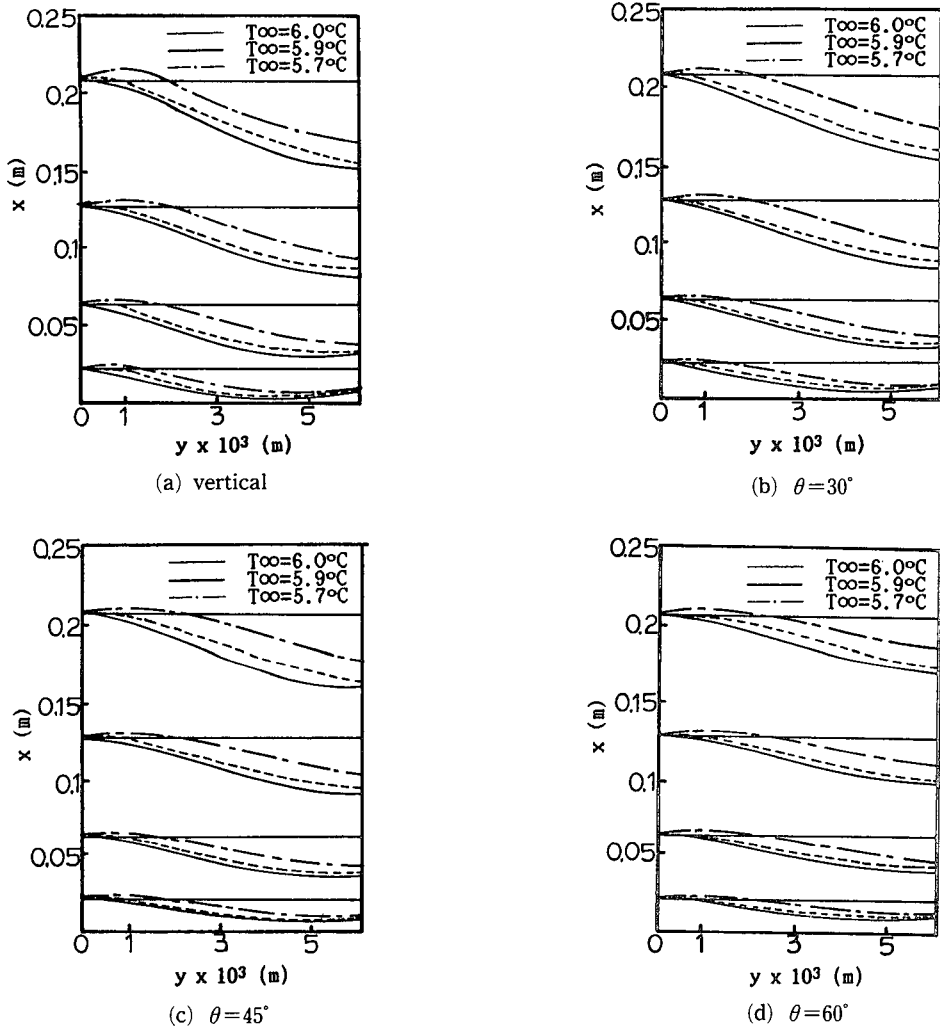 0.25
T∞=6.0°C
T∞=5.9°C
T∞=5.7°C
0.2
0.15
x (m)
0.1
0.05
0 1 3 5
y x 10³ (m)
(a) vertical
0.25
T∞=6.0°C
T∞=5.9°C
T∞=5.7°C
0.2
0.15
x (m)
0.1
0.05
0 1 3 5
y x 10³ (m)
(b) θ=30°
0.25
T∞=6.0°C
T∞=5.9°C
T∞=5.7°C
0.2
0.15
x (m)
0.1
0.05
0 1 3 5
y x 10³ (m)
(c) θ=45°
0.25
T∞=6.0°C
T∞=5.9°C
T∞=5.7°C
0.2
0.15
x (m)
0.1
0.05
0 1 3 5
y x 10³ (m)
(d) θ=60°